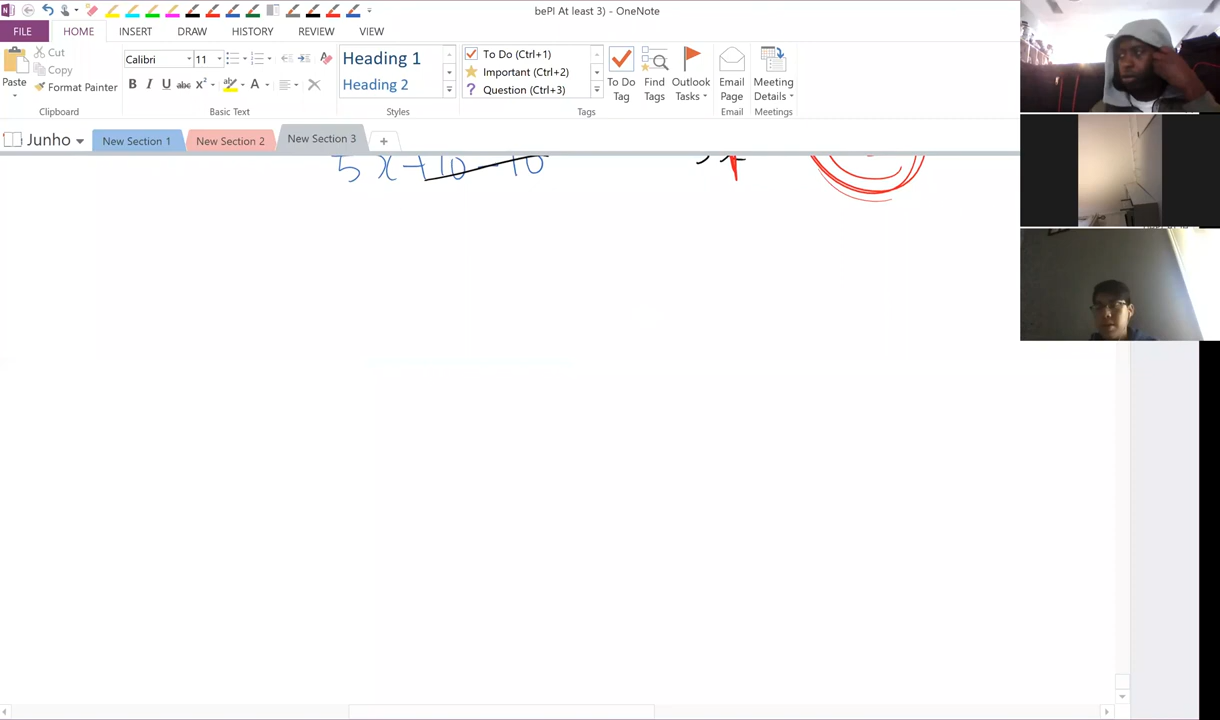 bePI At least 3) - OneNote
FILE HOME INSERT DRAW HISTORY REVIEW VIEW
Cut
Copy
Format Painter
Paste
Clipboard
Calibri 11
B I U abc X² A
Basic Text
Heading 1
Heading 2
Styles
To Do (Ctrl+1)
Important (Ctrl+2)
Question (Ctrl+3)
To Do Tag
Find Tags
Outlook Tasks
Tags
Email Page
Email
Meeting Details
Meetings
Junho New Section 1 New Section 2 New Section 3 +
5x+10-10